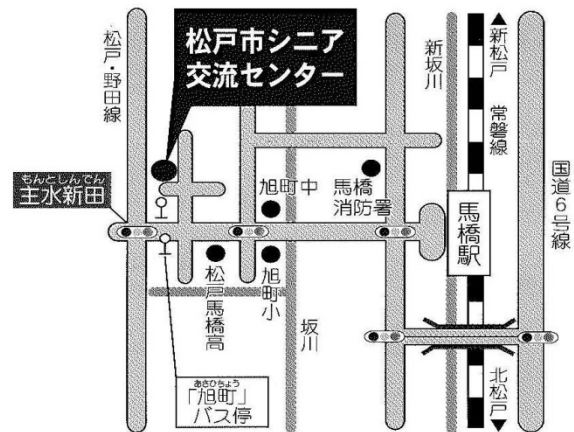 松戸市シニア
交流センター
松戸・野田線
新坂川
▲新松戸
常磐線
国道6号線
もんとしんでん
主水新田
旭町中
馬橋
消防署
馬橋駅
松戸馬橋高
旭町小
坂川
あさひちょう
「旭町」
バス停
北松戸▼